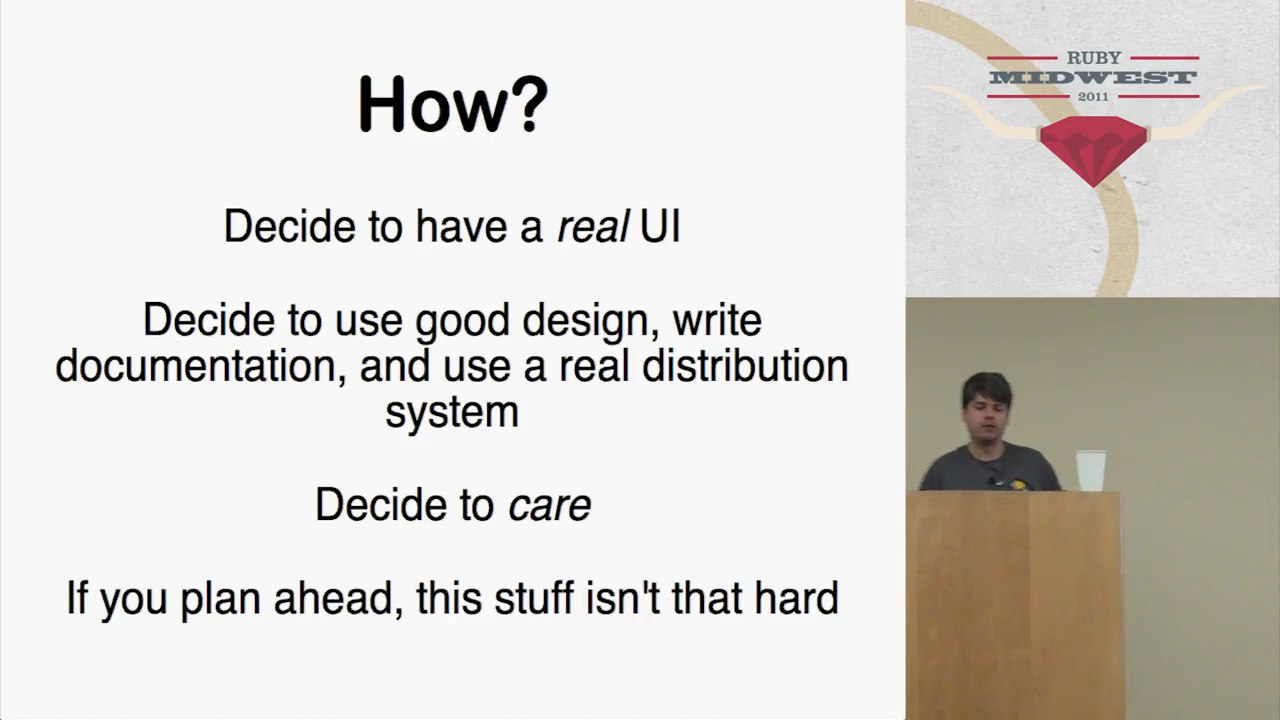 How?
Decide to have a real UI
Decide to use good design, write
documentation, and use a real distribution
system
Decide to care
If you plan ahead, this stuff isn't that hard
RUBY
MIDWEST
2011